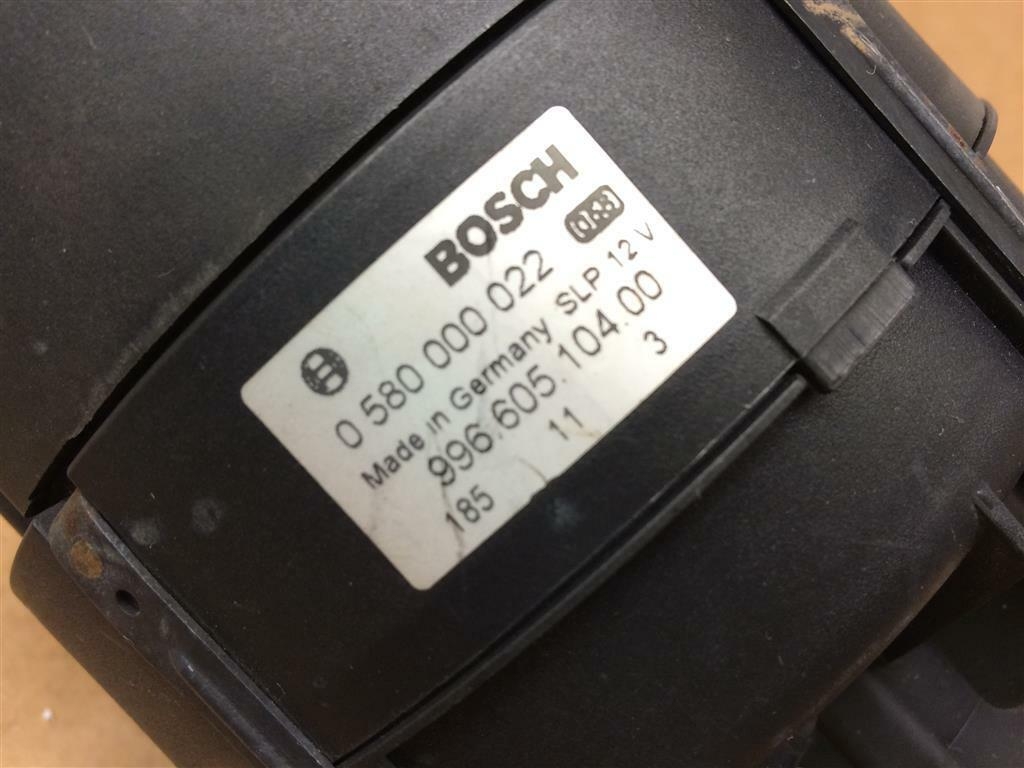 BOSCH
0 580 000 022
Made in Germany SLP 12 V
996.605.104.00
185 11 3